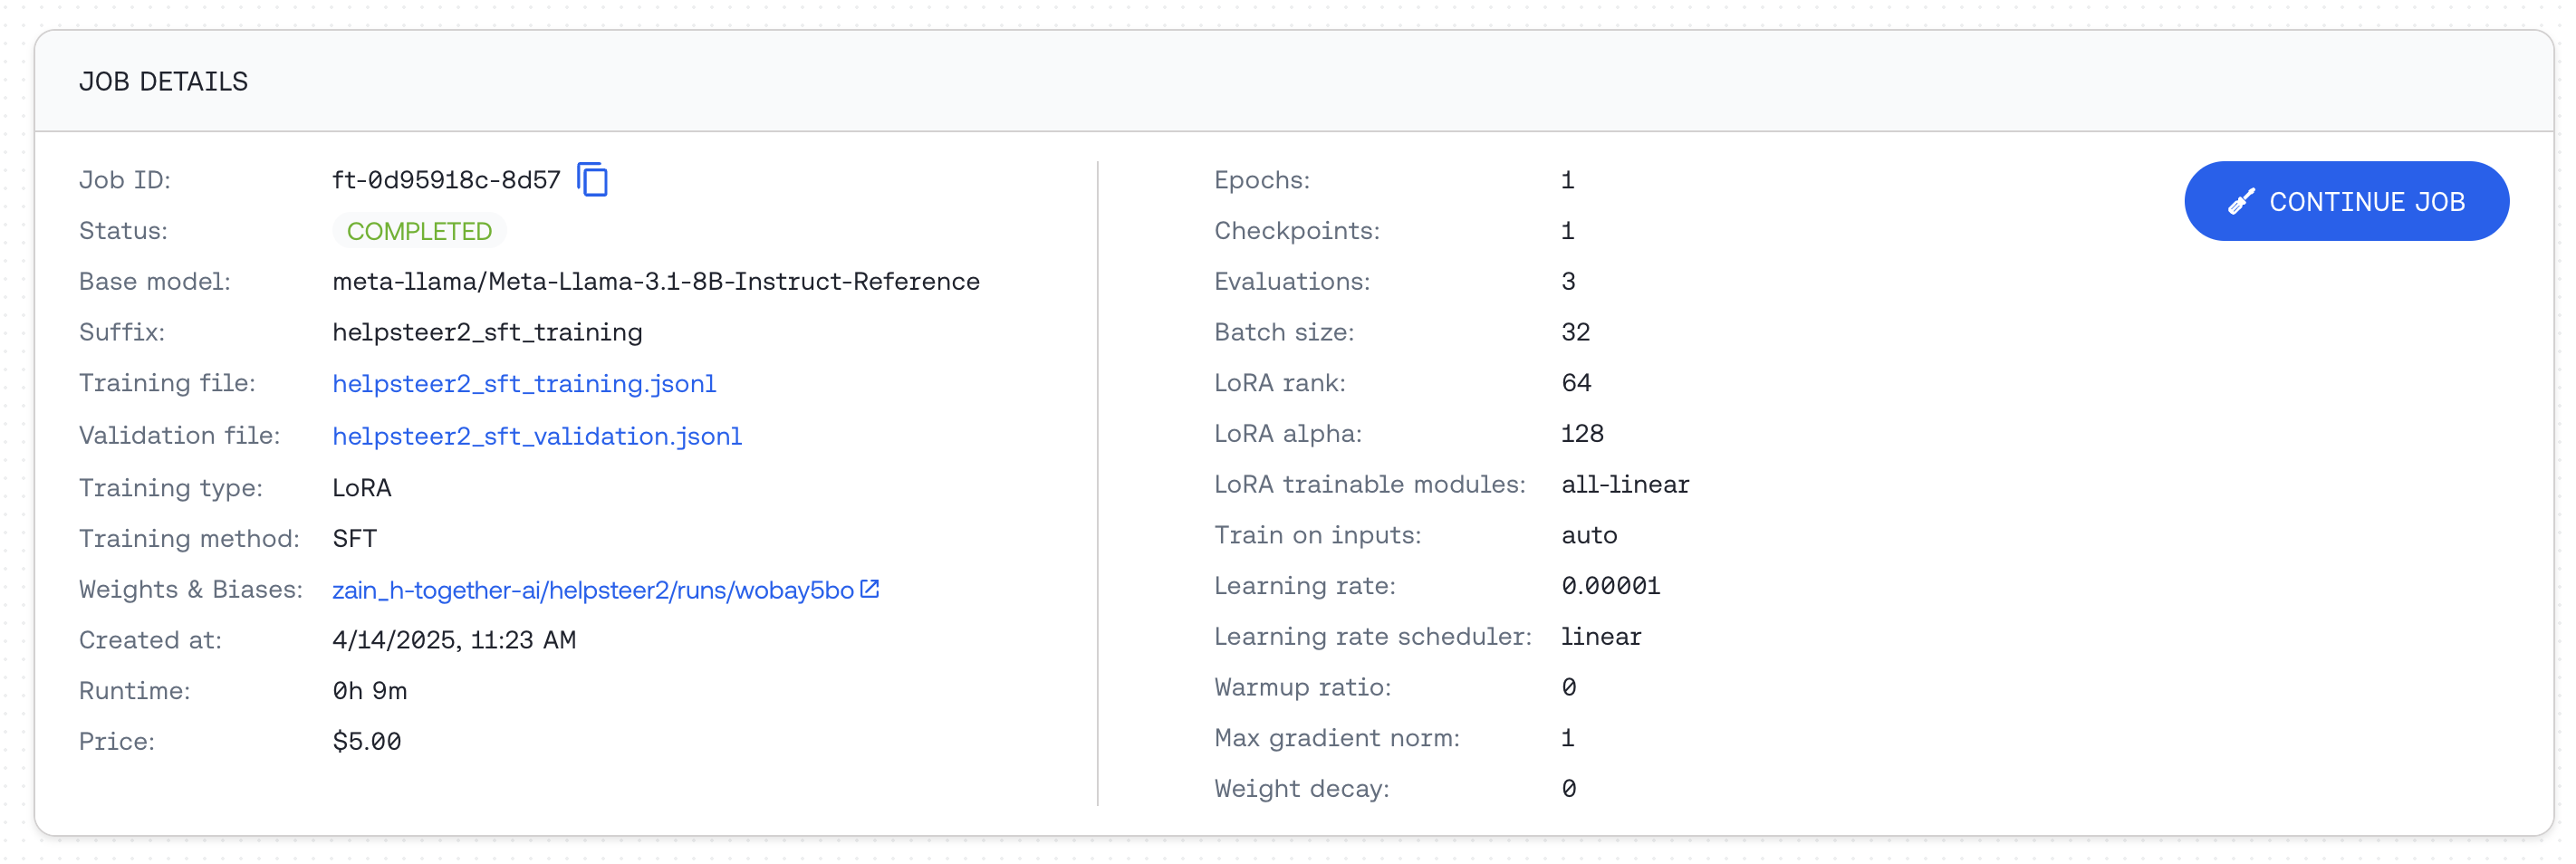 JOB DETAILS
Job ID: ft-0d95918c-8d57
Status: COMPLETED
Base model: meta-llama/Meta-Llama-3.1-8B-Instruct-Reference
Suffix: helpsteer2_sft_training
Training file: helpsteer2_sft_training.jsonl
Validation file: helpsteer2_sft_validation.jsonl
Training type: LoRA
Training method: SFT
Weights & Biases: zain_h-together-ai/helpsteer2/runs/wobay5bo
Created at: 4/14/2025, 11:23 AM
Runtime: 0h 9m
Price: $5.00
Epochs: 1
Checkpoints: 1
Evaluations: 3
Batch size: 32
LoRA rank: 64
LoRA alpha: 128
LoRA trainable modules: all-linear
Train on inputs: auto
Learning rate: 0.00001
Learning rate scheduler: linear
Warmup ratio: 0
Max gradient norm: 1
Weight decay: 0
CONTINUE JOB